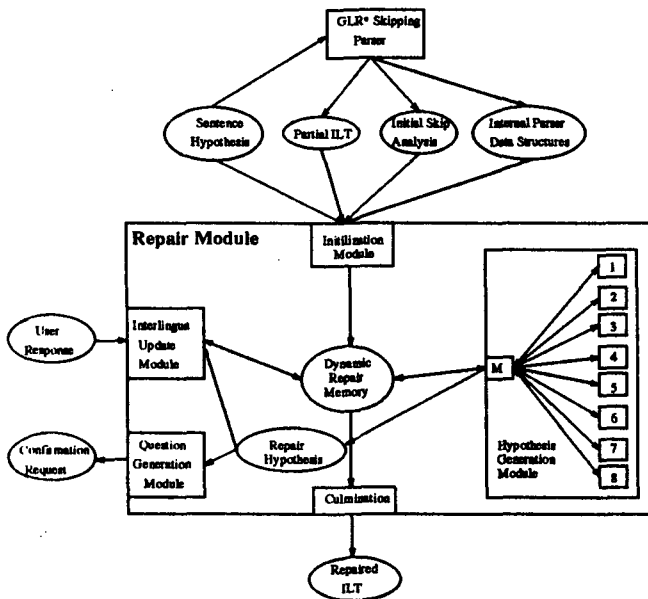 GLR* Skipping
Parser
Sentence
Hypothesis
Partial ILT
Initial Skip
Analysis
Internal Parser
Data Structures
Repair Module
Initilization
Module
1
2
3
4
5
6
7
8
M
Hypothesis
Generation
Module
User
Response
Interlingua
Update
Module
Dynamic
Repair
Memory
Confirmation
Request
Question
Generation
Module
Repair
Hypothesis
Culmination
Repaired
ILT